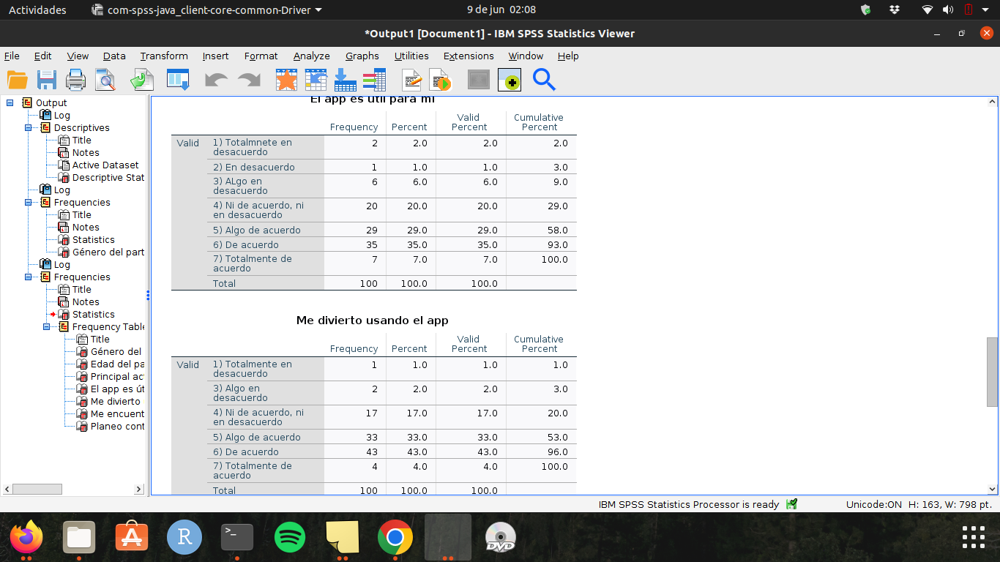 Actividades com-spss-java_client-core-common-Driver 9 de jun 02:08
*Output1 [Document1] - IBM SPSS Statistics Viewer
File Edit View Data Transform Insert Format Analyze Graphs Utilities Extensions Window Help
Output
Log
Descriptives
Title
Notes
Active Dataset
Descriptive Stat
Log
Frequencies
Title
Notes
Statistics
Género del part
Log
Frequencies
Title
Notes
Statistics
Frequency Table
Title
Género del
Edad del pa
Principal ac
El app es út
Me divierto
Me encuent
Planeo cont
El app es útil para mi
Frequency Percent Valid Percent Cumulative Percent
Valid 1) Totalmnete en
desacuerdo 2 2.0 2.0 2.0
2) En desacuerdo 1 1.0 1.0 3.0
3) ALgo en
desacuerdo 6 6.0 6.0 9.0
4) Ni de acuerdo, ni
en desacuerdo 20 20.0 20.0 29.0
5) Algo de acuerdo 29 29.0 29.0 58.0
6) De acuerdo 35 35.0 35.0 93.0
7) Totalmente de
acuerdo 7 7.0 7.0 100.0
Total 100 100.0 100.0
Me divierto usando el app
Frequency Percent Valid Percent Cumulative Percent
Valid 1) Totalmente en
desacuerdo 1 1.0 1.0 1.0
3) Algo en
desacuerdo 2 2.0 2.0 3.0
4) Ni de acuerdo, ni
en desacuerdo 17 17.0 17.0 20.0
5) Algo de acuerdo 33 33.0 33.0 53.0
6) De acuerdo 43 43.0 43.0 96.0
7) Totalmente de
acuerdo 4 4.0 4.0 100.0
Total 100 100.0 100.0
IBM SPSS Statistics Processor is ready Unicode:ON H: 163, W: 798 pt.
R
>_
DVD